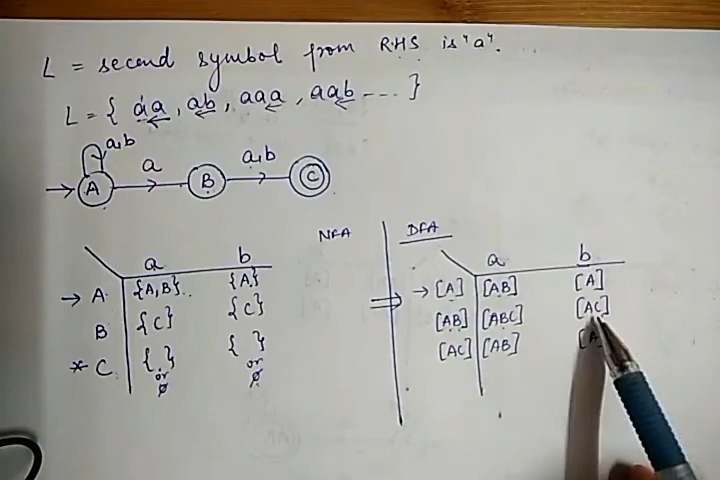 L = second symbol from RHS is "a".
L = { aa, ab, aaa, aab --- }
a,b
A a B a,b C
NFA DFA
a b
→ A {A,B} {A}
B {C} {C}
* C { } or ø { } or ø
a b
→ [A] [AB] [A]
[AB] [ABC] [AC]
[AC] [AB] [A